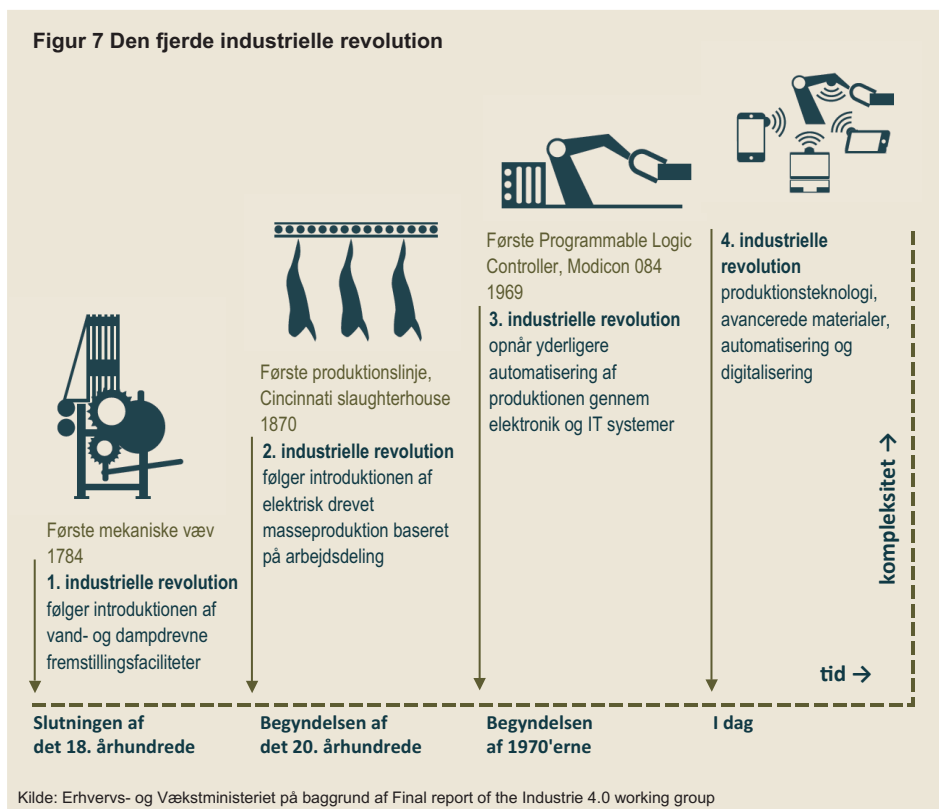 Figur 7 Den fjerde industrielle revolution
Første mekaniske væv
1784
1. industrielle revolution
følger introduktionen af
vand- og dampdrevne
fremstillingsfaciliteter
Første produktionslinje,
Cincinnati slaughterhouse
1870
2. industrielle revolution
følger introduktionen af
elektrisk drevet
masseproduktion baseret
på arbejdsdeling
Første Programmable Logic
Controller, Modicon 084
1969
3. industrielle revolution
opnår yderligere
automatisering af
produktionen gennem
elektronik og IT systemer
4. industrielle
revolution
produktionsteknologi,
avancerede materialer,
automatisering og
digitalisering
kompleksitet →
tid →
Slutningen af
det 18. århundrede
Begyndelsen af
det 20. århundrede
Begyndelsen
af 1970'erne
I dag
Kilde: Erhvervs- og Vækstministeriet på baggrund af Final report of the Industrie 4.0 working group